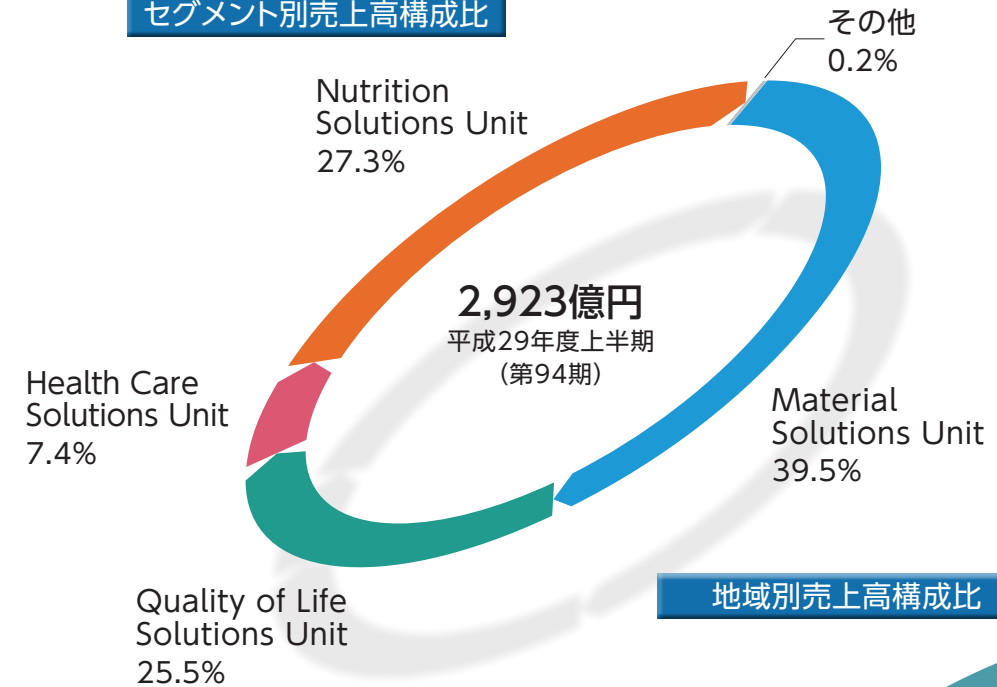 セグメント別売上高構成比
その他
0.2%
Nutrition
Solutions Unit
27.3%
2,923億円
平成29年度上半期
(第94期)
Health Care
Solutions Unit
7.4%
Material
Solutions Unit
39.5%
Quality of Life
Solutions Unit
25.5%
地域別売上高構成比